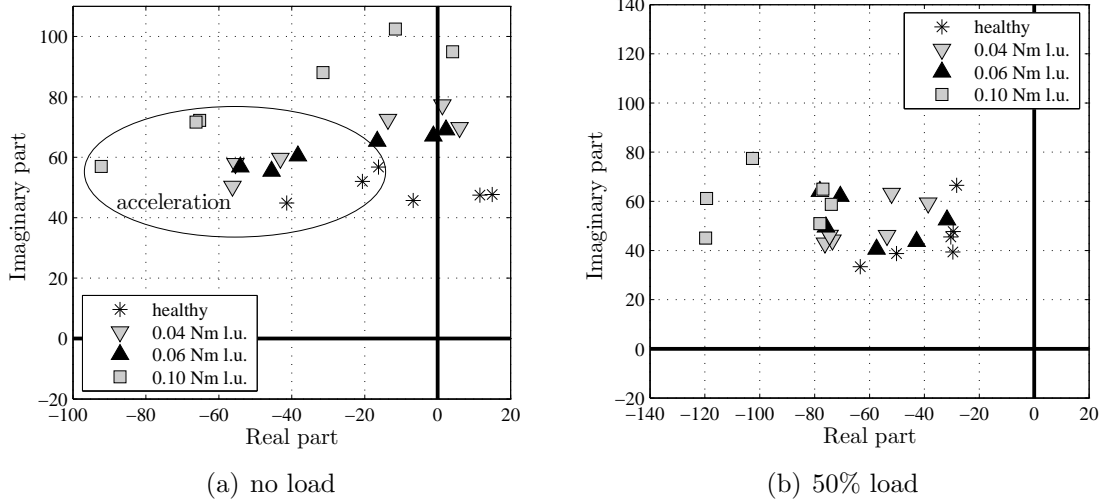 100
80
60
40
20
0
−20
−100
−80
−60
−40
−20
0
20
Imaginary part
Real part
acceleration
healthy
0.04 Nm l.u.
0.06 Nm l.u.
0.10 Nm l.u.
(a) no load
140
120
100
80
60
40
20
0
−20
−140
−120
−100
−80
−60
−40
−20
0
20
Imaginary part
Real part
healthy
0.04 Nm l.u.
0.06 Nm l.u.
0.10 Nm l.u.
(b) 50% load